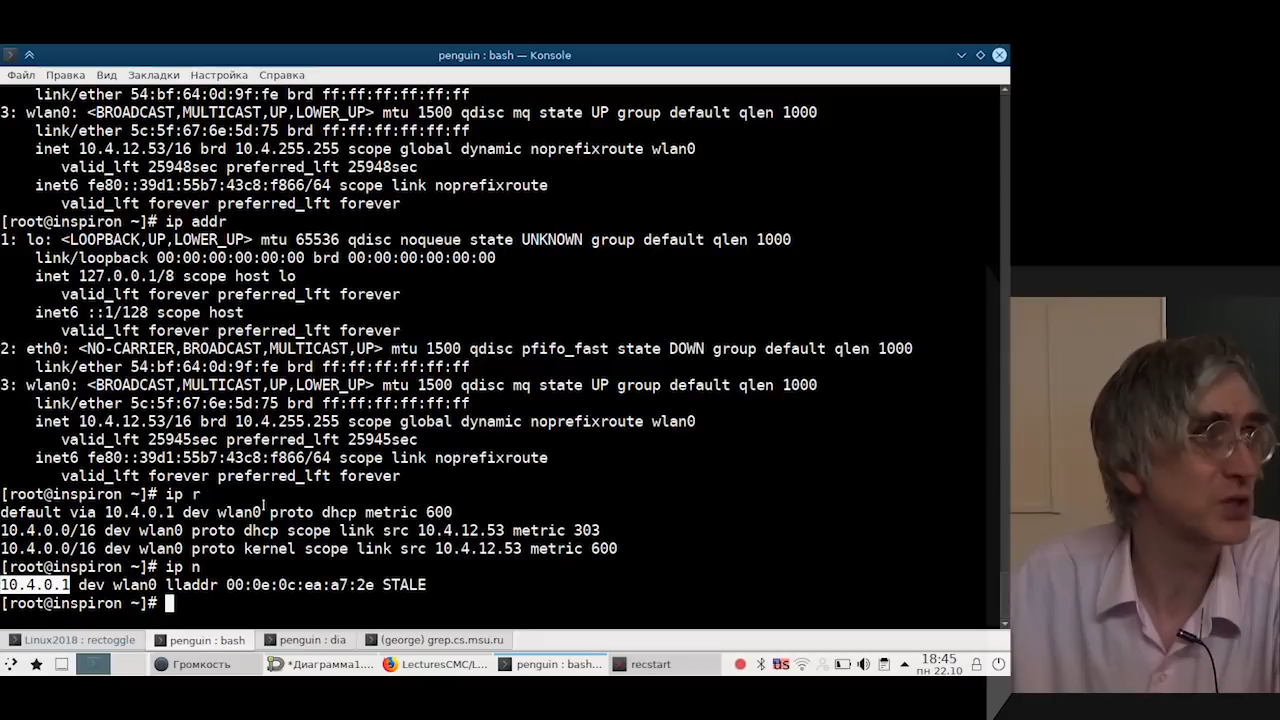 penguin : bash — Konsole
Файл Правка Вид Закладки Настройка Справка
link/ether 54:bf:64:0d:9f:fe brd ff:ff:ff:ff:ff:ff
3: wlan0: <BROADCAST,MULTICAST,UP,LOWER_UP> mtu 1500 qdisc mq state UP group default qlen 1000
link/ether 5c:5f:67:6e:5d:75 brd ff:ff:ff:ff:ff:ff
inet 10.4.12.53/16 brd 10.4.255.255 scope global dynamic noprefixroute wlan0
valid_lft 25948sec preferred_lft 25948sec
inet6 fe80::39d1:55b7:43c8:f866/64 scope link noprefixroute
valid_lft forever preferred_lft forever
[root@inspiron ~]# ip addr
1: lo: <LOOPBACK,UP,LOWER_UP> mtu 65536 qdisc noqueue state UNKNOWN group default qlen 1000
link/loopback 00:00:00:00:00:00 brd 00:00:00:00:00:00
inet 127.0.0.1/8 scope host lo
valid_lft forever preferred_lft forever
inet6 ::1/128 scope host
valid_lft forever preferred_lft forever
2: eth0: <NO-CARRIER,BROADCAST,MULTICAST,UP> mtu 1500 qdisc pfifo_fast state DOWN group default qlen 1000
link/ether 54:bf:64:0d:9f:fe brd ff:ff:ff:ff:ff:ff
3: wlan0: <BROADCAST,MULTICAST,UP,LOWER_UP> mtu 1500 qdisc mq state UP group default qlen 1000
link/ether 5c:5f:67:6e:5d:75 brd ff:ff:ff:ff:ff:ff
inet 10.4.12.53/16 brd 10.4.255.255 scope global dynamic noprefixroute wlan0
valid_lft 25945sec preferred_lft 25945sec
inet6 fe80::39d1:55b7:43c8:f866/64 scope link noprefixroute
valid_lft forever preferred_lft forever
[root@inspiron ~]# ip r
default via 10.4.0.1 dev wlan0 proto dhcp metric 600
10.4.0.0/16 dev wlan0 proto dhcp scope link src 10.4.12.53 metric 303
10.4.0.0/16 dev wlan0 proto kernel scope link src 10.4.12.53 metric 600
[root@inspiron ~]# ip n
10.4.0.1 dev wlan0 lladdr 00:0e:0c:ea:a7:2e STALE
[root@inspiron ~]#
Linux2018 : rectoggle penguin : bash penguin : dia (george) grep.cs.msu.ru
Громкость *Диаграмма1.... LecturesCMC/L... penguin : bash... recstart US 18:45
пн 22.10